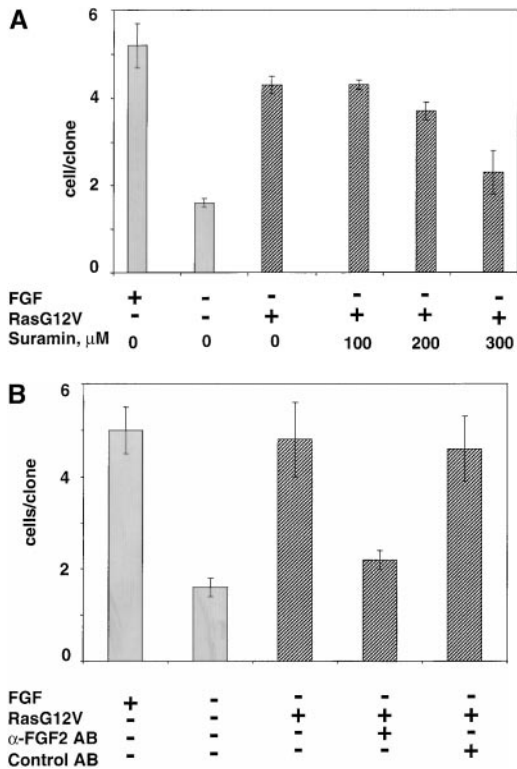 A
6
4
2
0
cell/clone
FGF + - - - - -
RasG12V - - + + + +
Suramin, μM 0 0 0 100 200 300
B
6
4
2
0
cells/clone
FGF + - - - -
RasG12V - - + + +
α-FGF2 AB - - - + -
Control AB - - - - +